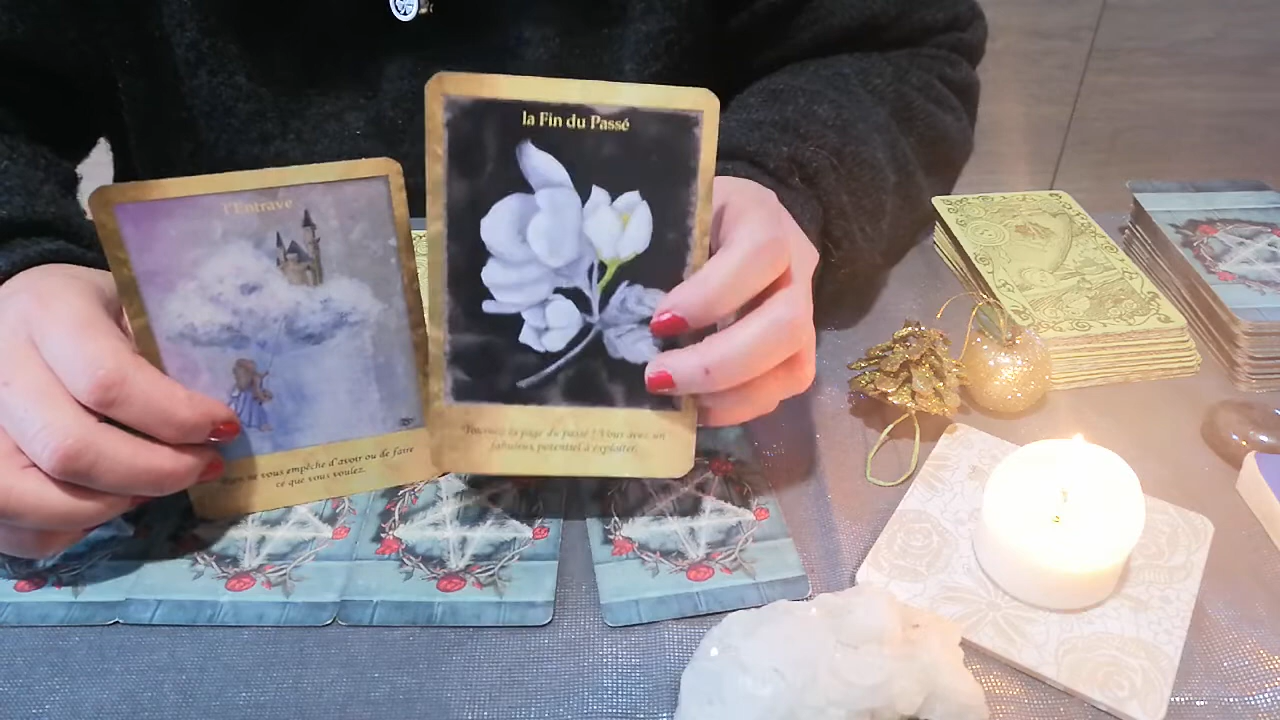 l'Entrave
ne vous empêche d'avoir ou de faire
ce que vous voulez.
la Fin du Passé
Tournez la page du passé ! Vous avez un
fabuleux potentiel à exploiter.